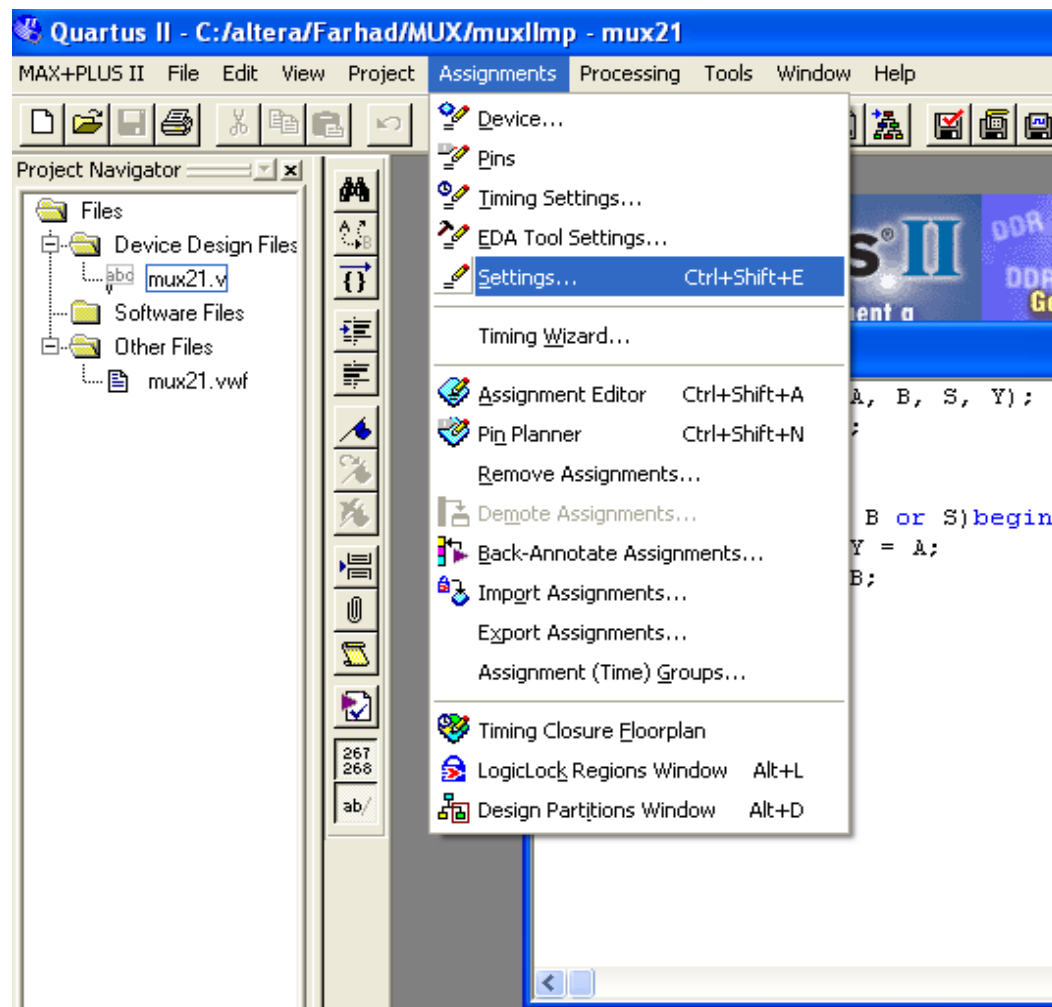 Quartus II - C:/altera/Farhad/MUX/muxIImp - mux21
MAX+PLUS II File Edit View Project Assignments Processing Tools Window Help
Project Navigator
Files
Device Design Files
mux21.v
Software Files
Other Files
mux21.vwf
Device...
Pins
Timing Settings...
EDA Tool Settings...
Settings... Ctrl+Shift+E
Timing Wizard...
Assignment Editor Ctrl+Shift+A
Pin Planner Ctrl+Shift+N
Remove Assignments...
Demote Assignments...
Back-Annotate Assignments...
Import Assignments...
Export Assignments...
Assignment (Time) Groups...
Timing Closure Floorplan
LogicLock Regions Window Alt+L
Design Partitions Window Alt+D
267
268
ab/
S® II
DDR
A, B, S, Y);
;
B or S)begin
Y = A;
B;